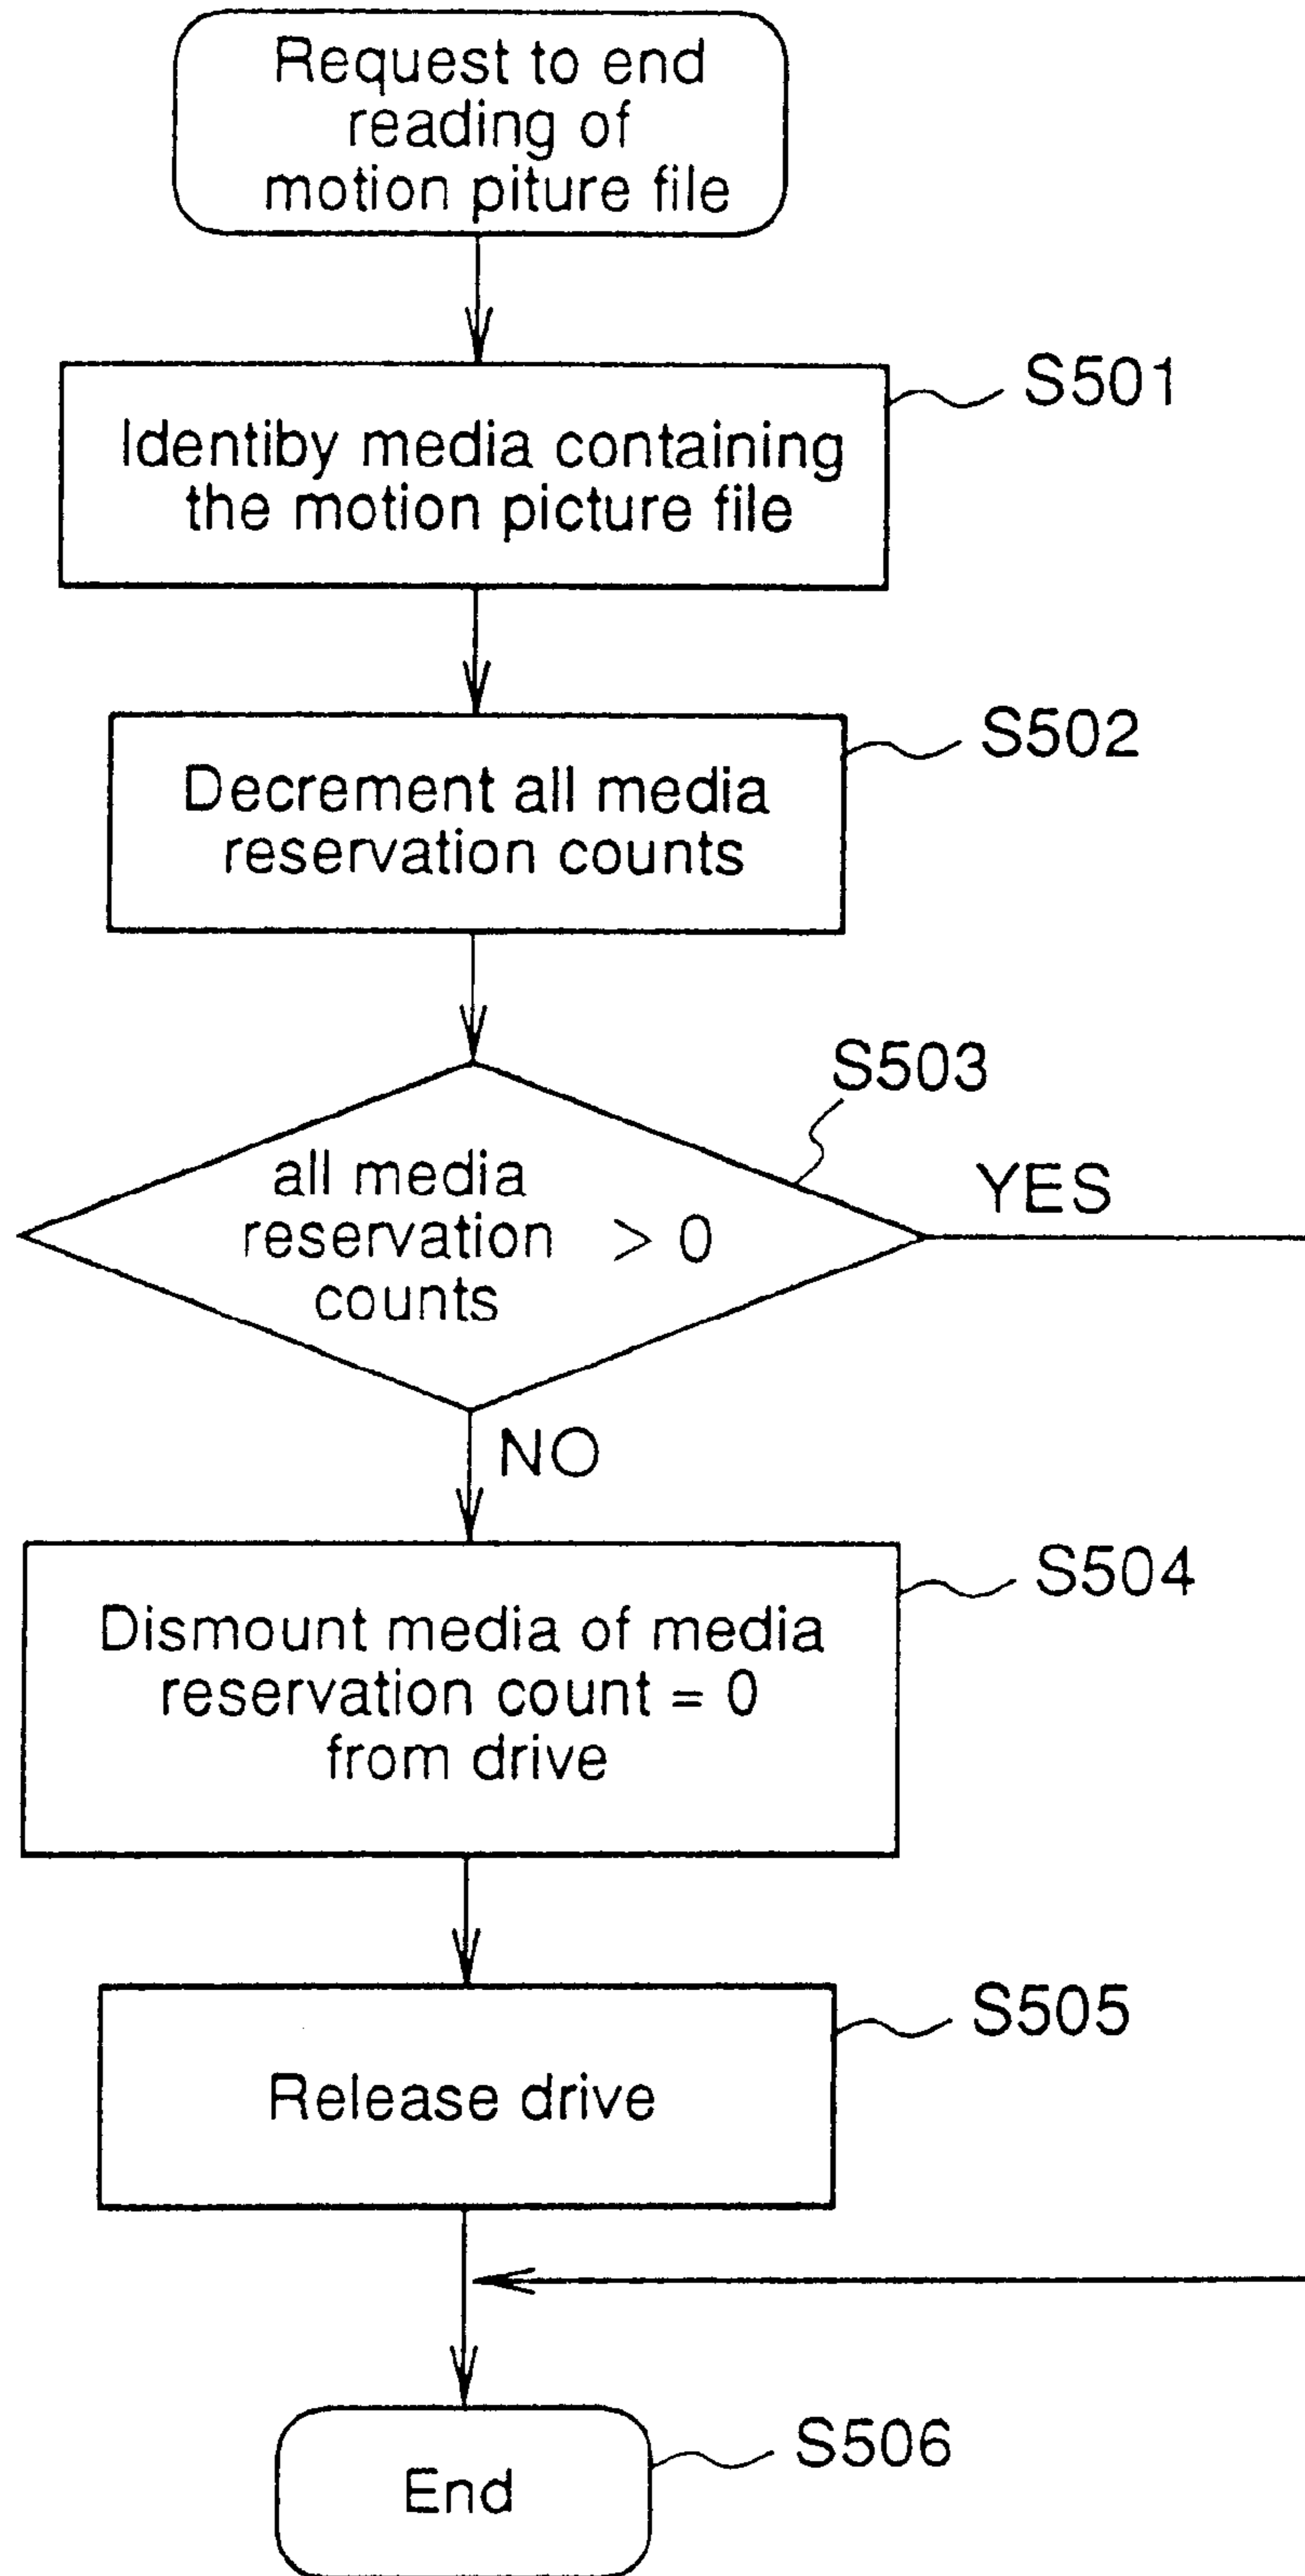 Request to end
reading of
motion piture file
S501
Identiby media containing
the motion picture file
S502
Decrement all media
reservation counts
S503
all media
reservation > 0
counts
YES
NO
S504
Dismount media of media
reservation count = 0
from drive
S505
Release drive
S506
End